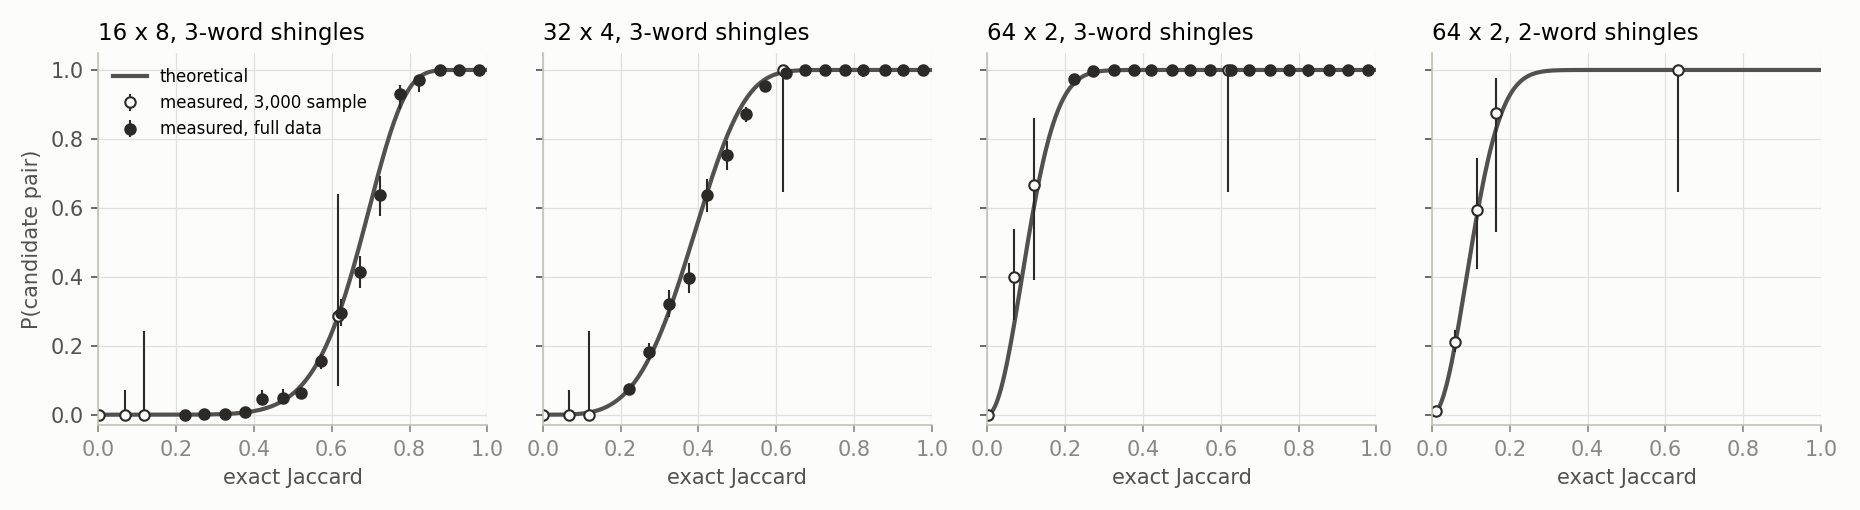 16 x 8, 3-word shingles
32 x 4, 3-word shingles
64 x 2, 3-word shingles
64 x 2, 2-word shingles
theoretical
measured, 3,000 sample
measured, full data
P(candidate pair)
1.0
0.8
0.6
0.4
0.2
0.0
0.0 0.2 0.4 0.6 0.8 1.0
0.0 0.2 0.4 0.6 0.8 1.0
0.0 0.2 0.4 0.6 0.8 1.0
0.0 0.2 0.4 0.6 0.8 1.0
exact Jaccard
exact Jaccard
exact Jaccard
exact Jaccard